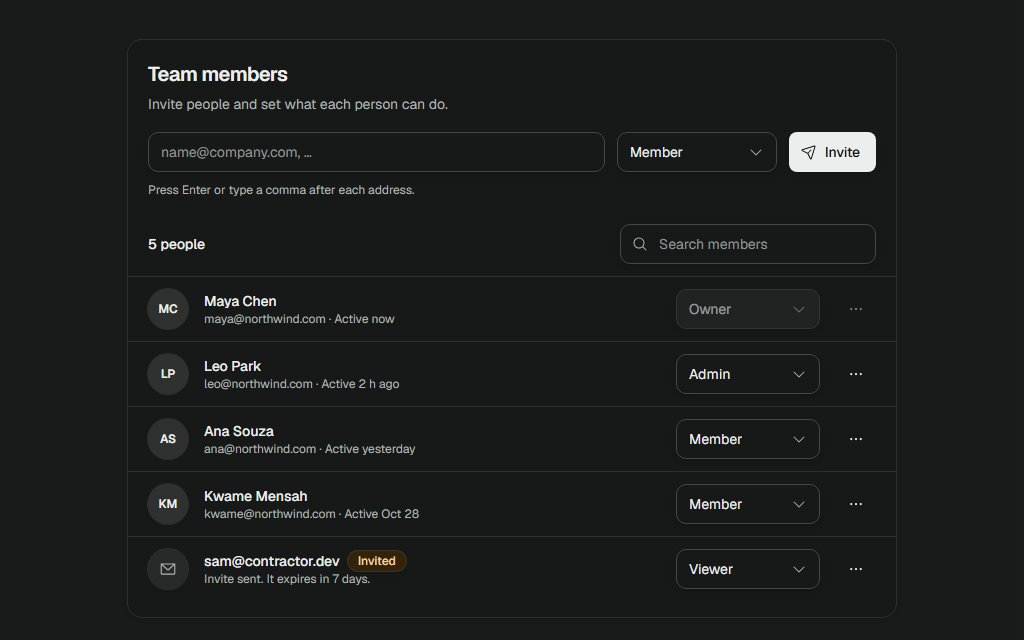 Team members
Invite people and set what each person can do.
name@company.com, ...
Member
Invite
Press Enter or type a comma after each address.
5 people
Search members
MC
Maya Chen
maya@northwind.com · Active now
Owner
LP
Leo Park
leo@northwind.com · Active 2 h ago
Admin
AS
Ana Souza
ana@northwind.com · Active yesterday
Member
KM
Kwame Mensah
kwame@northwind.com · Active Oct 28
Member
sam@contractor.dev Invited
Invite sent. It expires in 7 days.
Viewer